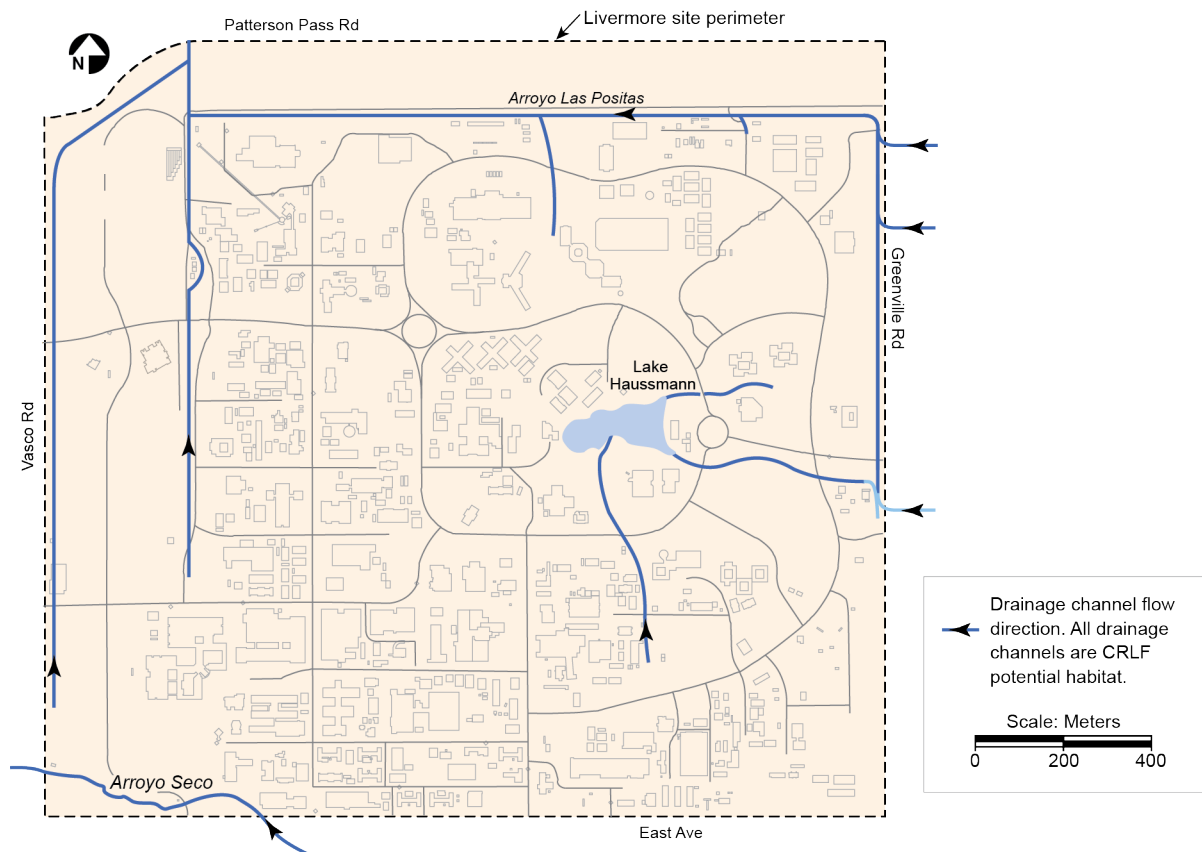 Patterson Pass Rd
Livermore site perimeter
N
Arroyo Las Positas
Greenville Rd
Lake
Haussmann
Vasco Rd
Drainage channel flow
direction. All drainage
channels are CRLF
potential habitat.
Scale: Meters
0 200 400
Arroyo Seco
East Ave